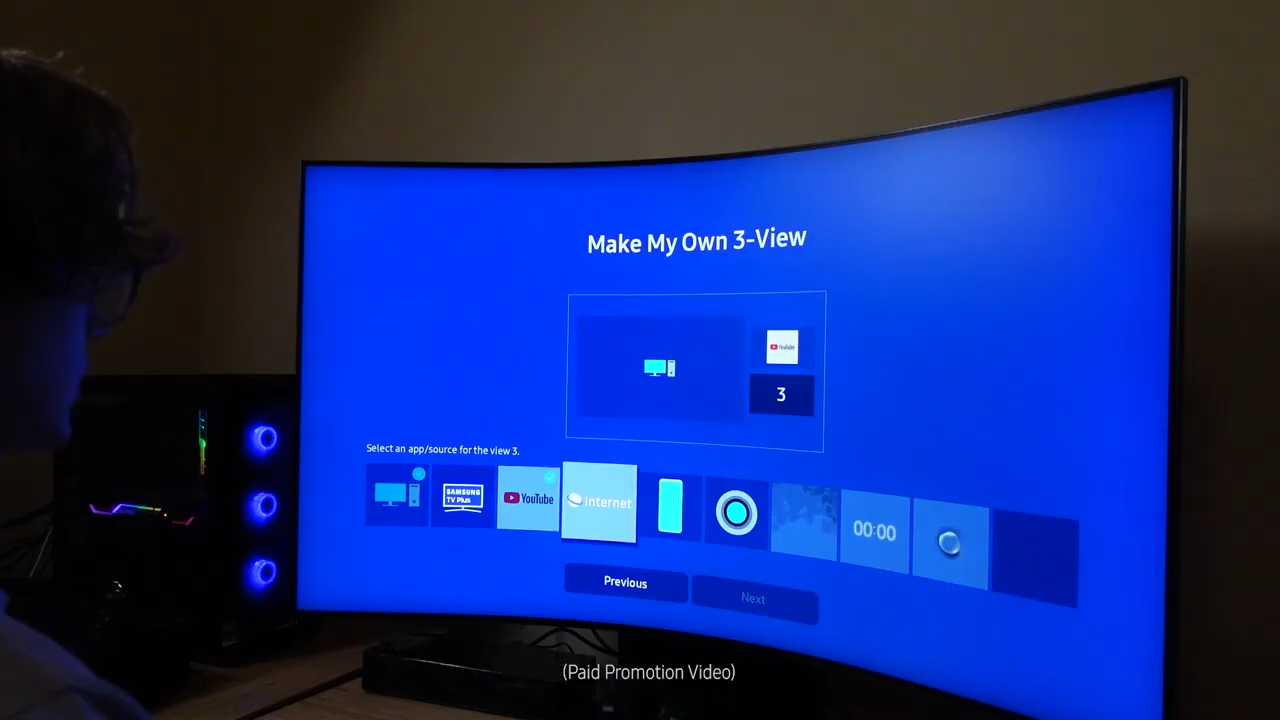 Make My Own 3-View
YouTube
3
Select an app/source for the view 3.
SAMSUNG
TV Plus
YouTube
Internet
00:00
Previous
Next
(Paid Promotion Video)